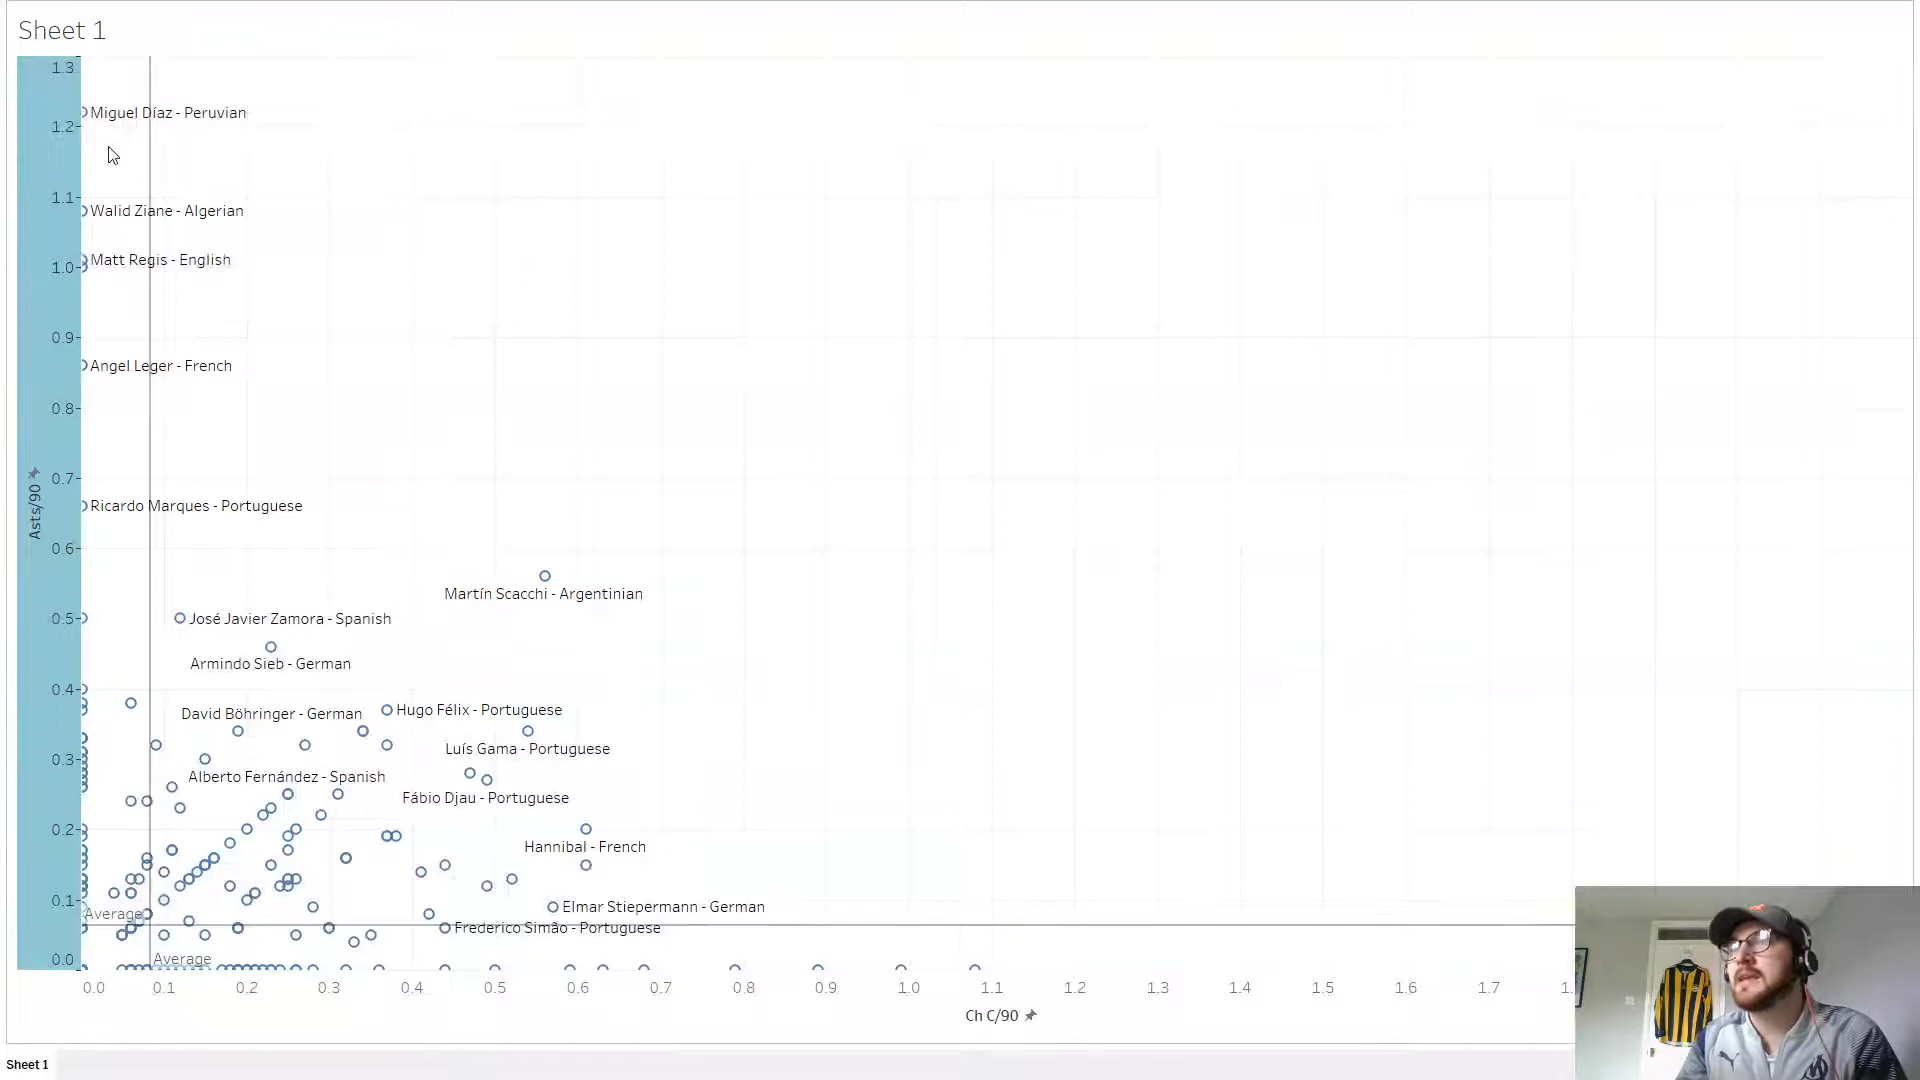 Sheet 1
1.3
Miguel Díaz - Peruvian
1.2
1.1
Walid Ziane - Algerian
Matt Regis - English
1.0
0.9
Angel Leger - French
0.8
0.7
Asts/90
Ricardo Marques - Portuguese
0.6
Martín Scacchi - Argentinian
0.5
José Javier Zamora - Spanish
Armindo Sieb - German
0.4
David Böhringer - German
Hugo Félix - Portuguese
Luís Gama - Portuguese
0.3
Alberto Fernández - Spanish
Fábio Djau - Portuguese
0.2
Hannibal - French
0.1
Elmar Stiepermann - German
Average
Frederico Simão - Portuguese
Average
0.0
0.0 0.1 0.2 0.3 0.4 0.5 0.6 0.7 0.8 0.9 1.0 1.1 1.2 1.3 1.4 1.5 1.6 1.7 1.
Ch C/90
Sheet 1